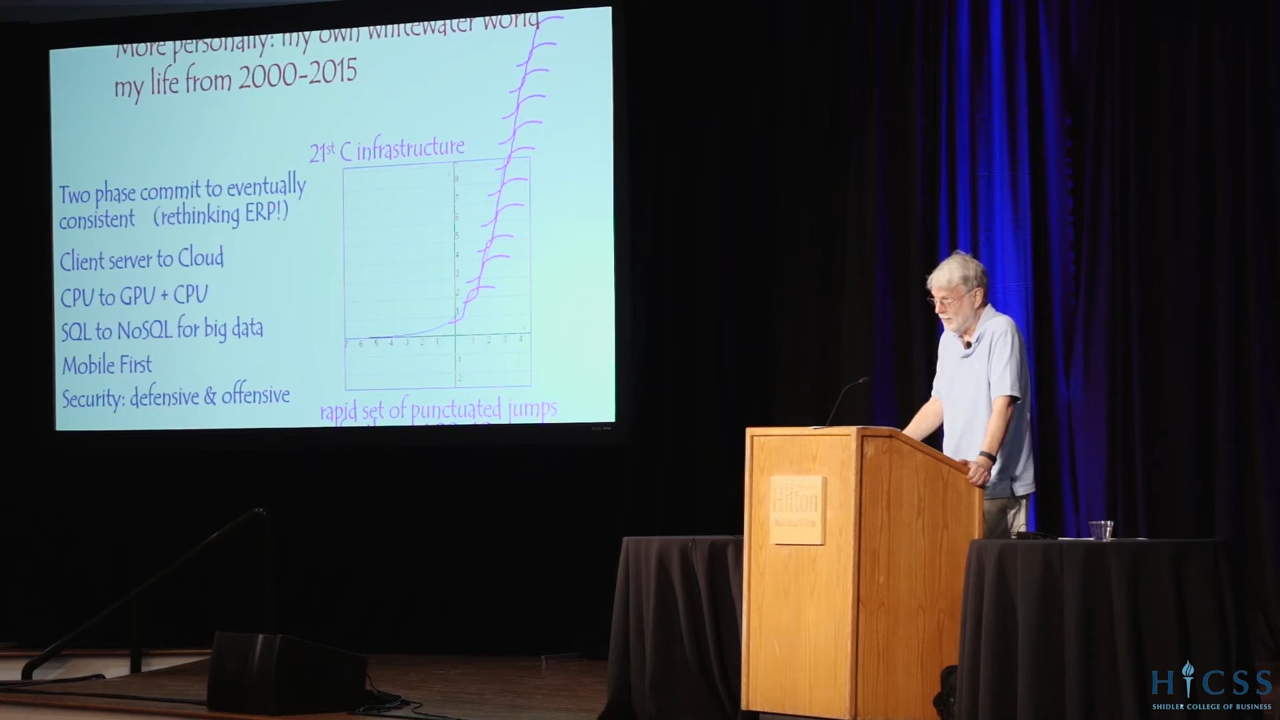 More personally: my own whitewater world
my life from 2000-2015
21st C infrastructure
Two phase commit to eventually
consistent (rethinking ERP!)
Client server to Cloud
CPU to GPU + CPU
SQL to NoSQL for big data
Mobile First
Security: defensive & offensive
rapid set of punctuated jumps
Hilton
HICSS
SHIDLER COLLEGE OF BUSINESS